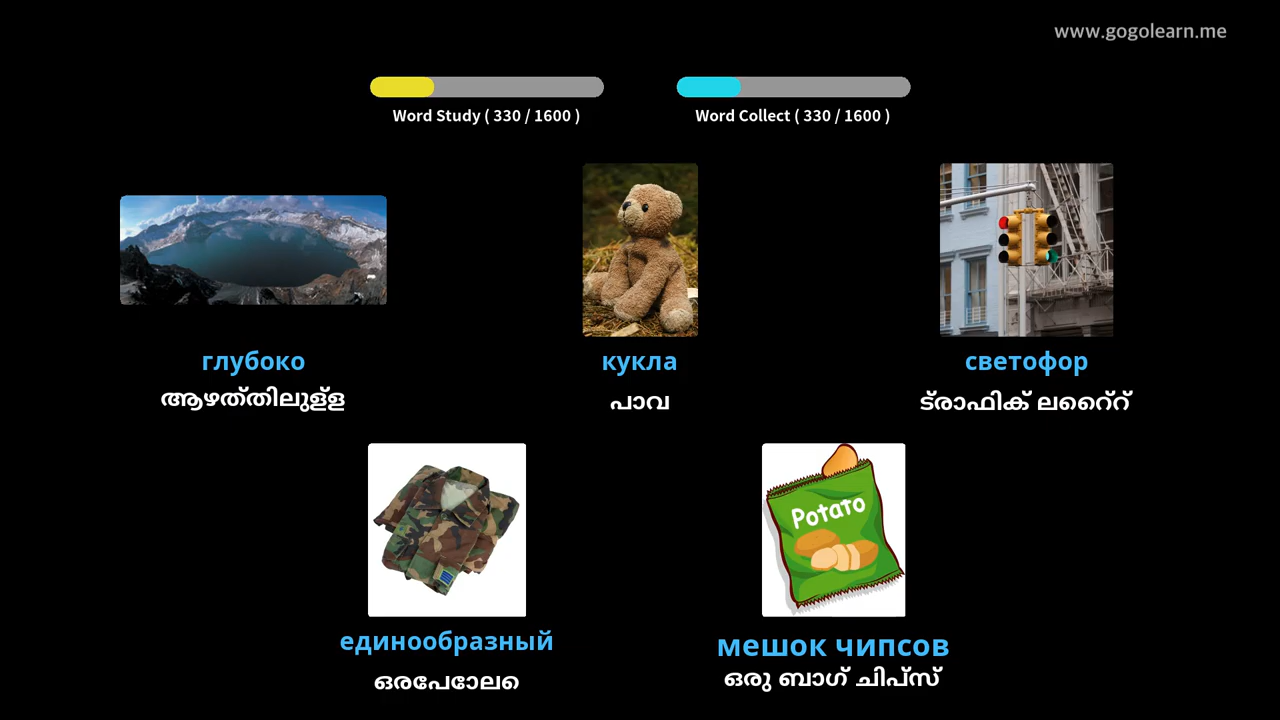 www.gogolearn.me
Word Study ( 330 / 1600 )
Word Collect ( 330 / 1600 )
глубоко
ആഴത്തിലുള്ള
кукла
പാവ
светофор
ട്രാഫിക് ലൈറ്റ്
Potato
единообразный
ഒരുപോലെ
мешок чипсов
ഒരു ബാഗ് ചിപ്സ്